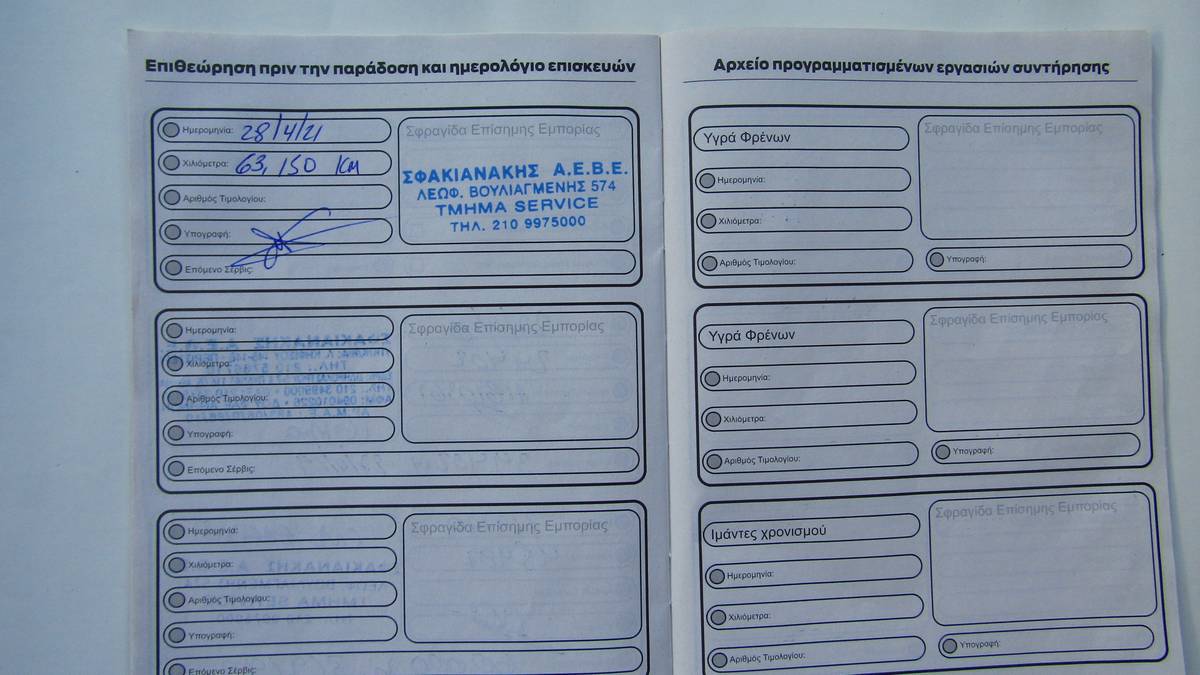 Επιθεώρηση πριν την παράδοση και ημερολόγιο επισκευών
Ημερομηνία: 28/4/21
Χιλιόμετρα: 63,150 KM
Αριθμός Τιμολογίου:
Υπογραφή:
Επόμενο Σέρβις:
Σφραγίδα Επίσημης Εμπορίας
ΣΦΑΚΙΑΝΑΚΗΣ Α.Ε.Β.Ε.
ΛΕΩΦ. ΒΟΥΛΙΑΓΜΕΝΗΣ 574
ΤΜΗΜΑ SERVICE
ΤΗΛ. 210 9975000
Ημερομηνία:
Χιλιόμετρα:
Αριθμός Τιμολογίου:
Υπογραφή:
Επόμενο Σέρβις:
Σφραγίδα Επίσημης Εμπορίας
Ημερομηνία:
Χιλιόμετρα:
Αριθμός Τιμολογίου:
Υπογραφή:
Επόμενο Σέρβις:
Σφραγίδα Επίσημης Εμπορίας
Αρχείο προγραμματισμένων εργασιών συντήρησης
Υγρά Φρένων
Ημερομηνία:
Χιλιόμετρα:
Αριθμός Τιμολογίου:
Σφραγίδα Επίσημης Εμπορίας
Υπογραφή:
Υγρά Φρένων
Ημερομηνία:
Χιλιόμετρα:
Αριθμός Τιμολογίου:
Σφραγίδα Επίσημης Εμπορίας
Υπογραφή:
Ιμάντες χρονισμού
Ημερομηνία:
Χιλιόμετρα:
Αριθμός Τιμολογίου:
Σφραγίδα Επίσημης Εμπορίας
Υπογραφή: